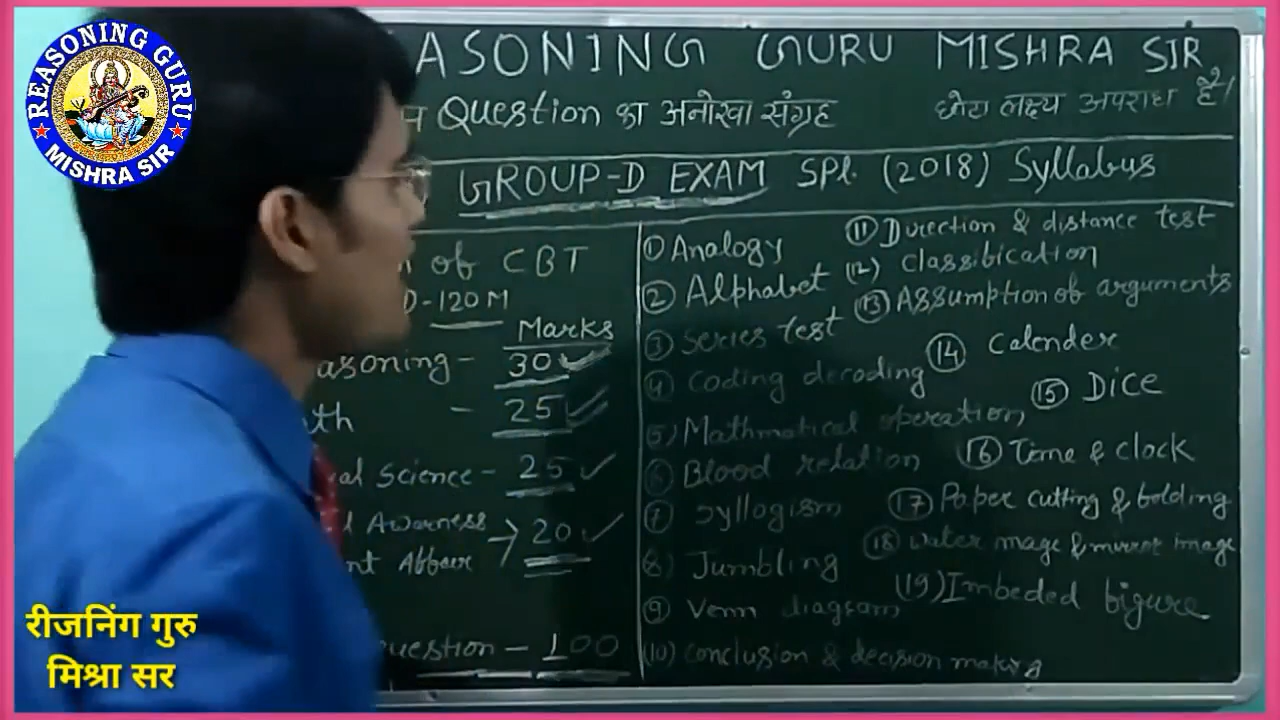 REASONING GURU
MISHRA SIR
ASONING GURU MISHRA SIR
Question का अनोखा संग्रह छोटा लक्ष्य अपराध है।
GROUP-D EXAM SPl. (2018) Syllabus
of CBT
D-120 M
Marks
asoning - 30
th - 25
al Science - 25
l Awarness
nt Affair → 20
uestion - 100
① Analogy
② Alphabet
③ Series test
④ Coding decoding
5) Mathmatical operation
⑥ Blood relation
⑦ Syllogism
8) Jumbling
⑨ Venn diagram
(10) conclusion & decision making
⑪ Direction & distance test
(12) classification
⑬ Assumption of arguments
⑭ Calender
⑮ Dice
⑯ Time & clock
⑰ Paper cutting & folding
⑱ water mage & mirror image
(19) Imbeded figure
रीजनिंग गुरु
मिश्रा सर